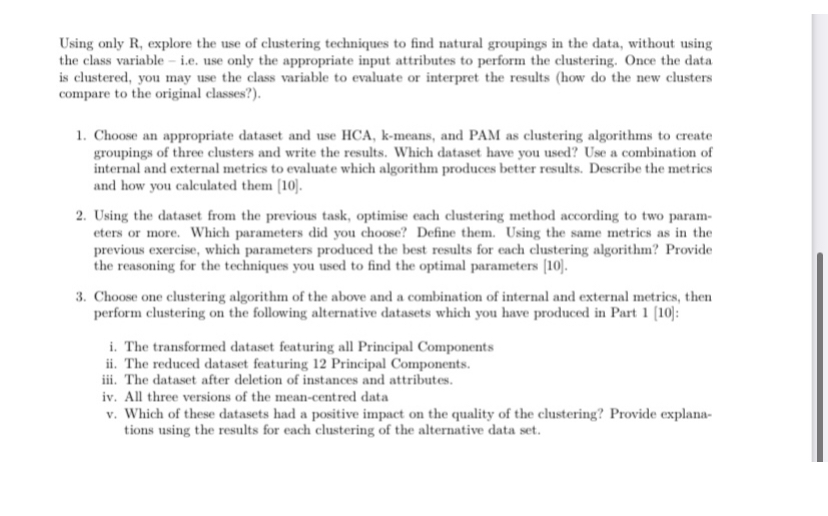 Using only R, explore the use of clustering techniques to find natural groupings in the data, without using
the class variable – i.e. use only the appropriate input attributes to perform the clustering. Once the data
is clustered, you may use the class variable to evaluate or interpret the results (how do the new clusters
compare to the original classes?).
1. Choose an appropriate dataset and use HCA, k-means, and PAM as clustering algorithms to create
groupings of three clusters and write the results. Which dataset have you used? Use a combination of
internal and external metrics to evaluate which algorithm produces better results. Describe the metrics
and how you calculated them [10].
2. Using the dataset from the previous task, optimise each clustering method according to two param-
eters or more. Which parameters did you choose? Define them. Using the same metrics as in the
previous exercise, which parameters produced the best results for each clustering algorithm? Provide
the reasoning for the techniques you used to find the optimal parameters [10].
3. Choose one clustering algorithm of the above and a combination of internal and external metrics, then
perform clustering on the following alternative datasets which you have produced in Part 1 [10]:
i. The transformed dataset featuring all Principal Components
ii. The reduced dataset featuring 12 Principal Components.
iii. The dataset after deletion of instances and attributes.
iv. All three versions of the mean-centred data
v. Which of these datasets had a positive impact on the quality of the clustering? Provide explana-
tions using the results for each clustering of the alternative data set.